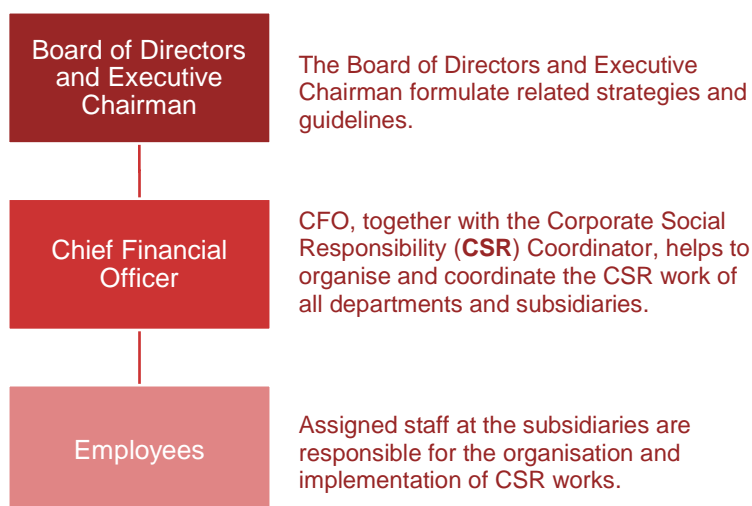 Board of Directors
and Executive
Chairman
The Board of Directors and Executive
Chairman formulate related strategies and
guidelines.
Chief Financial
Officer
CFO, together with the Corporate Social
Responsibility (CSR) Coordinator, helps to
organise and coordinate the CSR work of
all departments and subsidiaries.
Employees
Assigned staff at the subsidiaries are
responsible for the organisation and
implementation of CSR works.